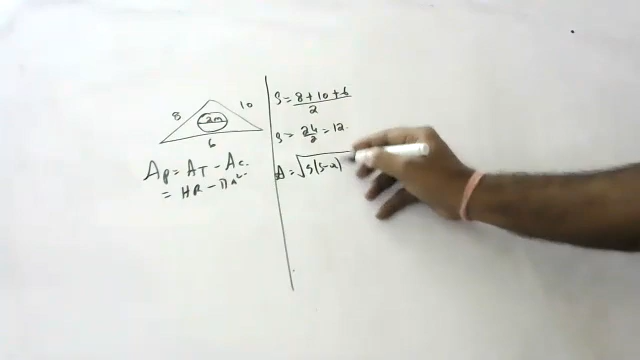 8
10
2m
6
Ap = AT - Ac.
= HR - πr²
S = 8 + 10 + 6
2
S = 24 = 12
2
A = √S(S-a)